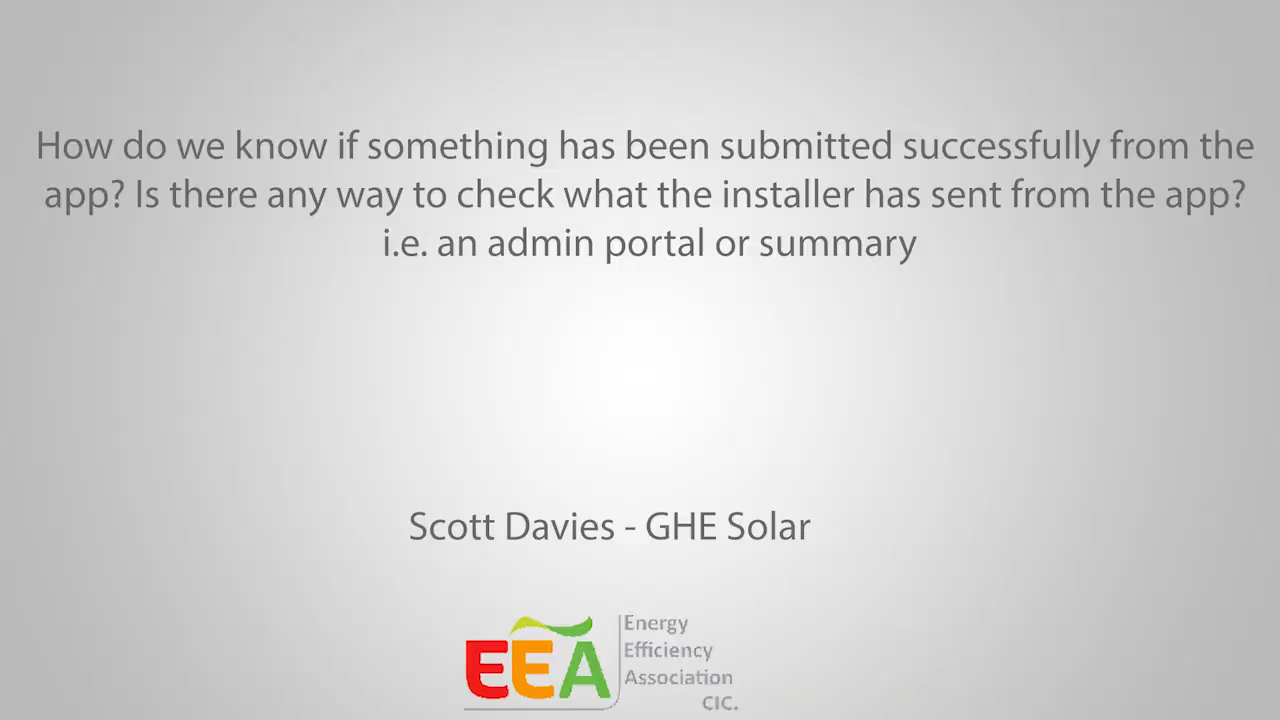 How do we know if something has been submitted successfully from the
app? Is there any way to check what the installer has sent from the app?
i.e. an admin portal or summary
Scott Davies - GHE Solar
EEA
Energy
Efficiency
Association
CIC.